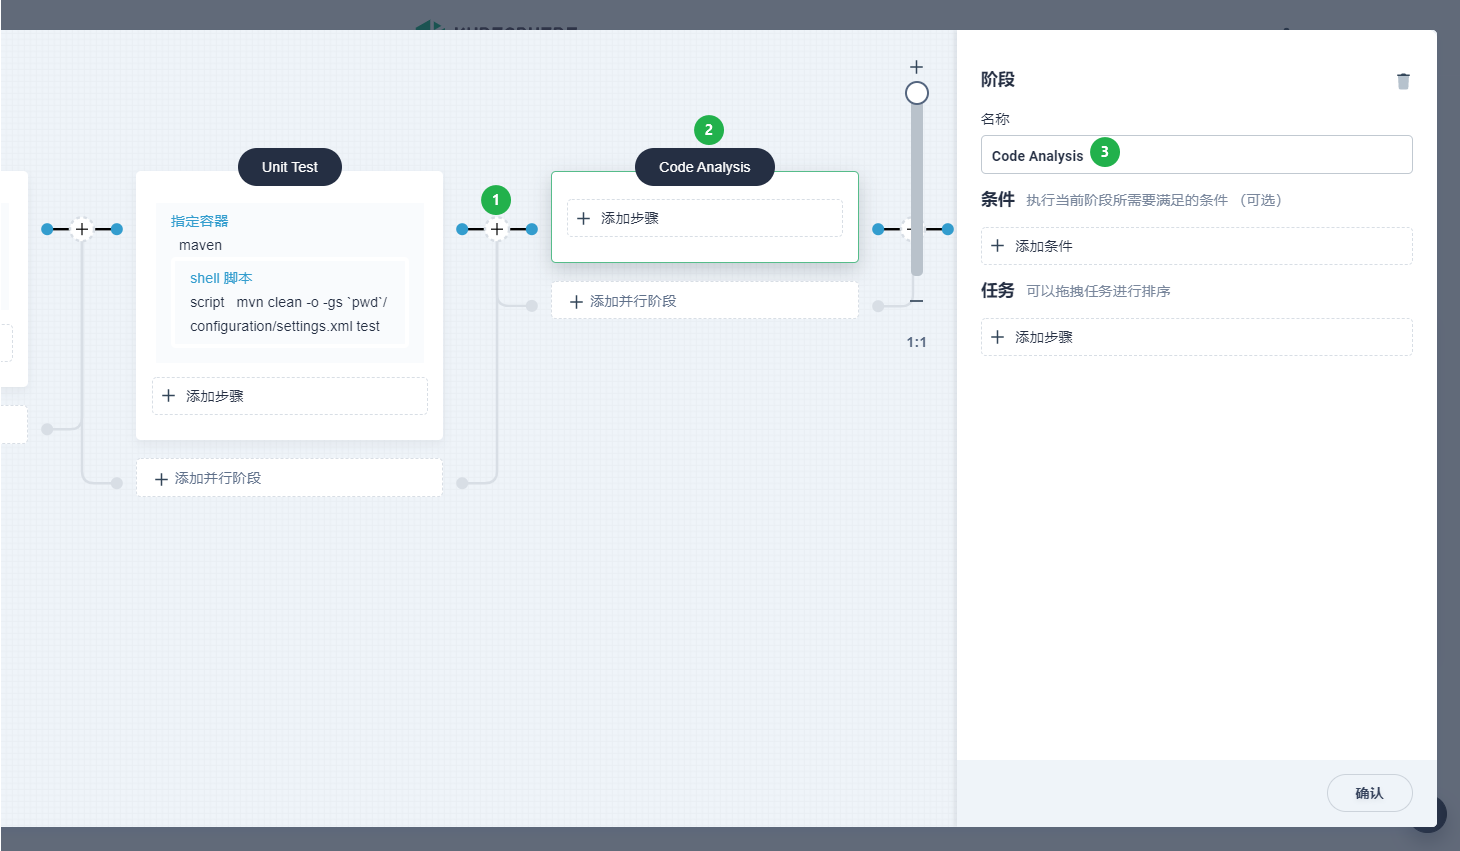 Unit Test
指定容器
maven
shell 脚本
script mvn clean -o -gs `pwd`/
configuration/settings.xml test
添加步骤
添加并行阶段
1
2
Code Analysis
添加步骤
添加并行阶段
1:1
阶段
名称
Code Analysis 3
条件 执行当前阶段所需要满足的条件 （可选）
添加条件
任务 可以拖拽任务进行排序
添加步骤
确认